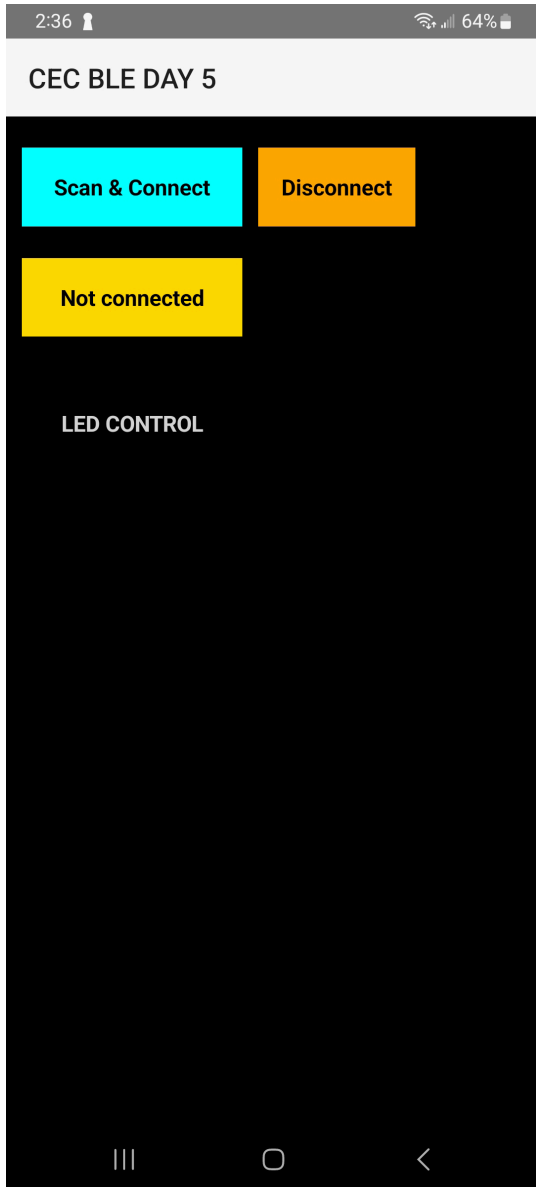 2:36 64%
CEC BLE DAY 5
Scan & Connect Disconnect
Not connected
LED CONTROL